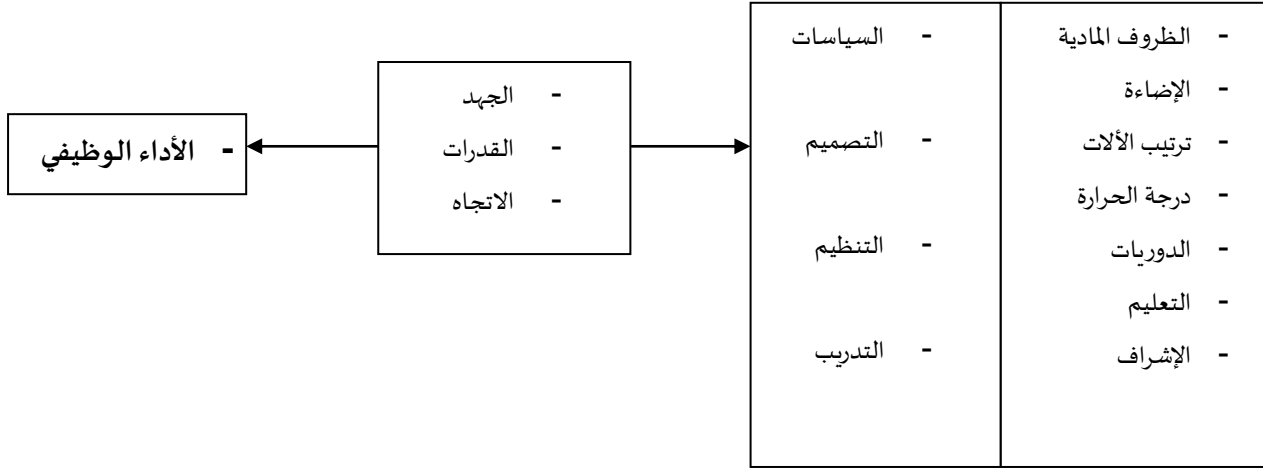 - الظروف المادية
- الإضاءة
- ترتيب الألات
- درجة الحرارة
- الدوريات
- التعليم
- الإشراف
- السياسات
- التصميم
- التنظيم
- التدريب
- الجهد
- القدرات
- الاتجاه
- الأداء الوظيفي